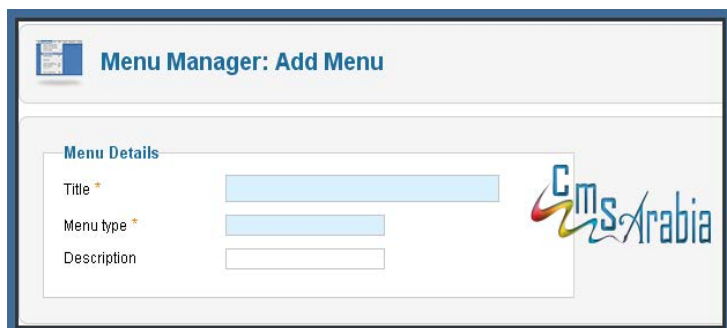 Menu Manager: Add Menu
Menu Details
Title *
Menu type *
Description
CmsArabia